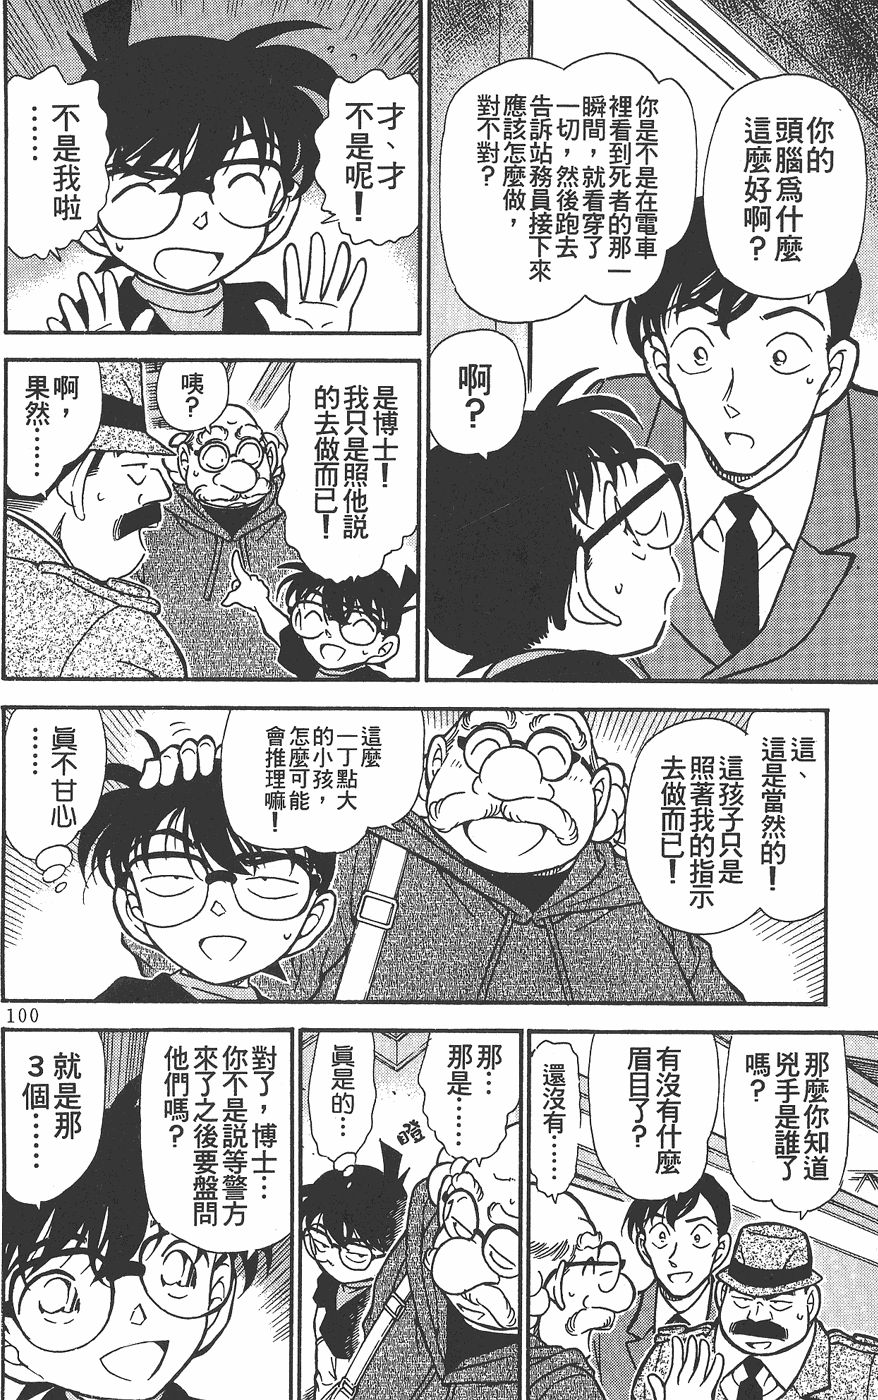 你的
頭腦爲什麼
這麼好啊？
你是不是在電車
裡看到死者的那一
瞬間，就看穿了
一切，然後跑去
告訴站務員接下來
應該怎麼做，
對不對？
啊？
才、才
不是呢！
不是我啦
……
是博士！
我只是照他說
的去做而已！
咦？
啊，
果然……
這、
這是當然的！
這孩子只是
照著我的指示
去做而已！
這麼
一丁點大
的小孩，
怎麼可能
會推理嘛！
眞不甘心
……
100
那麼你知道
兇手是誰了
嗎？
有沒有什麼
眉目了？
還沒有……
那…
那是……
眞是的…
瞪
對了，博士…
你不是說等警方
來了之後要盤問
他們嗎？
就是那
3個……